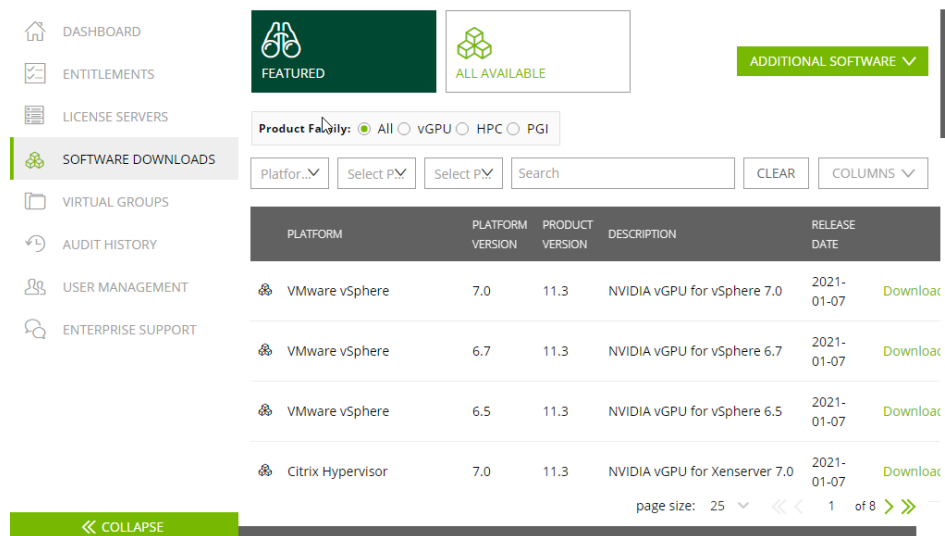 DASHBOARD
ENTITLEMENTS
LICENSE SERVERS
SOFTWARE DOWNLOADS
VIRTUAL GROUPS
AUDIT HISTORY
USER MANAGEMENT
ENTERPRISE SUPPORT
COLLAPSE
FEATURED
ALL AVAILABLE
ADDITIONAL SOFTWARE
Product Family: All vGPU HPC PGI
Platfor... Select P... Select P... Search CLEAR COLUMNS
PLATFORM PLATFORM VERSION PRODUCT VERSION DESCRIPTION RELEASE DATE
VMware vSphere 7.0 11.3 NVIDIA vGPU for vSphere 7.0 2021-01-07 Download
VMware vSphere 6.7 11.3 NVIDIA vGPU for vSphere 6.7 2021-01-07 Download
VMware vSphere 6.5 11.3 NVIDIA vGPU for vSphere 6.5 2021-01-07 Download
Citrix Hypervisor 7.0 11.3 NVIDIA vGPU for Xenserver 7.0 2021-01-07 Download
page size: 25 1 of 8